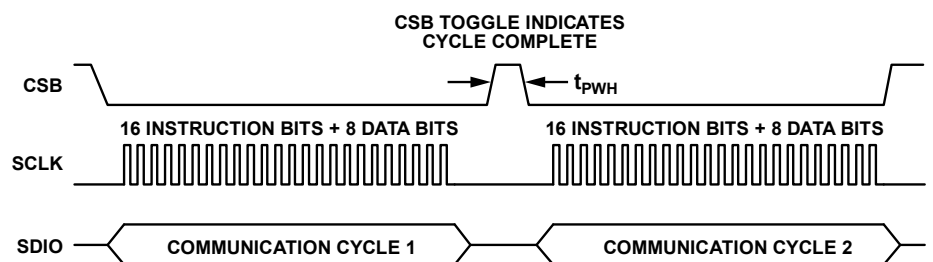 CSB TOGGLE INDICATES
CYCLE COMPLETE
CSB
tPWH
16 INSTRUCTION BITS + 8 DATA BITS
16 INSTRUCTION BITS + 8 DATA BITS
SCLK
SDIO
COMMUNICATION CYCLE 1
COMMUNICATION CYCLE 2